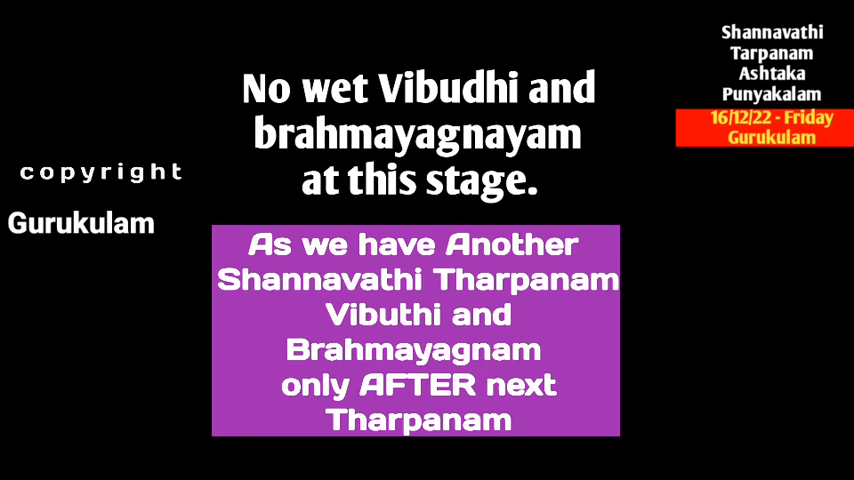 No wet Vibudhi and
brahmayagnayam
at this stage.
As we have Another
Shannavathi Tharpanam
Vibuthi and
Brahmayagnam
only AFTER next
Tharpanam
copyright
Gurukulam
Shannavathi
Tarpanam
Ashtaka
Punyakalam
16/12/22 - Friday
Gurukulam